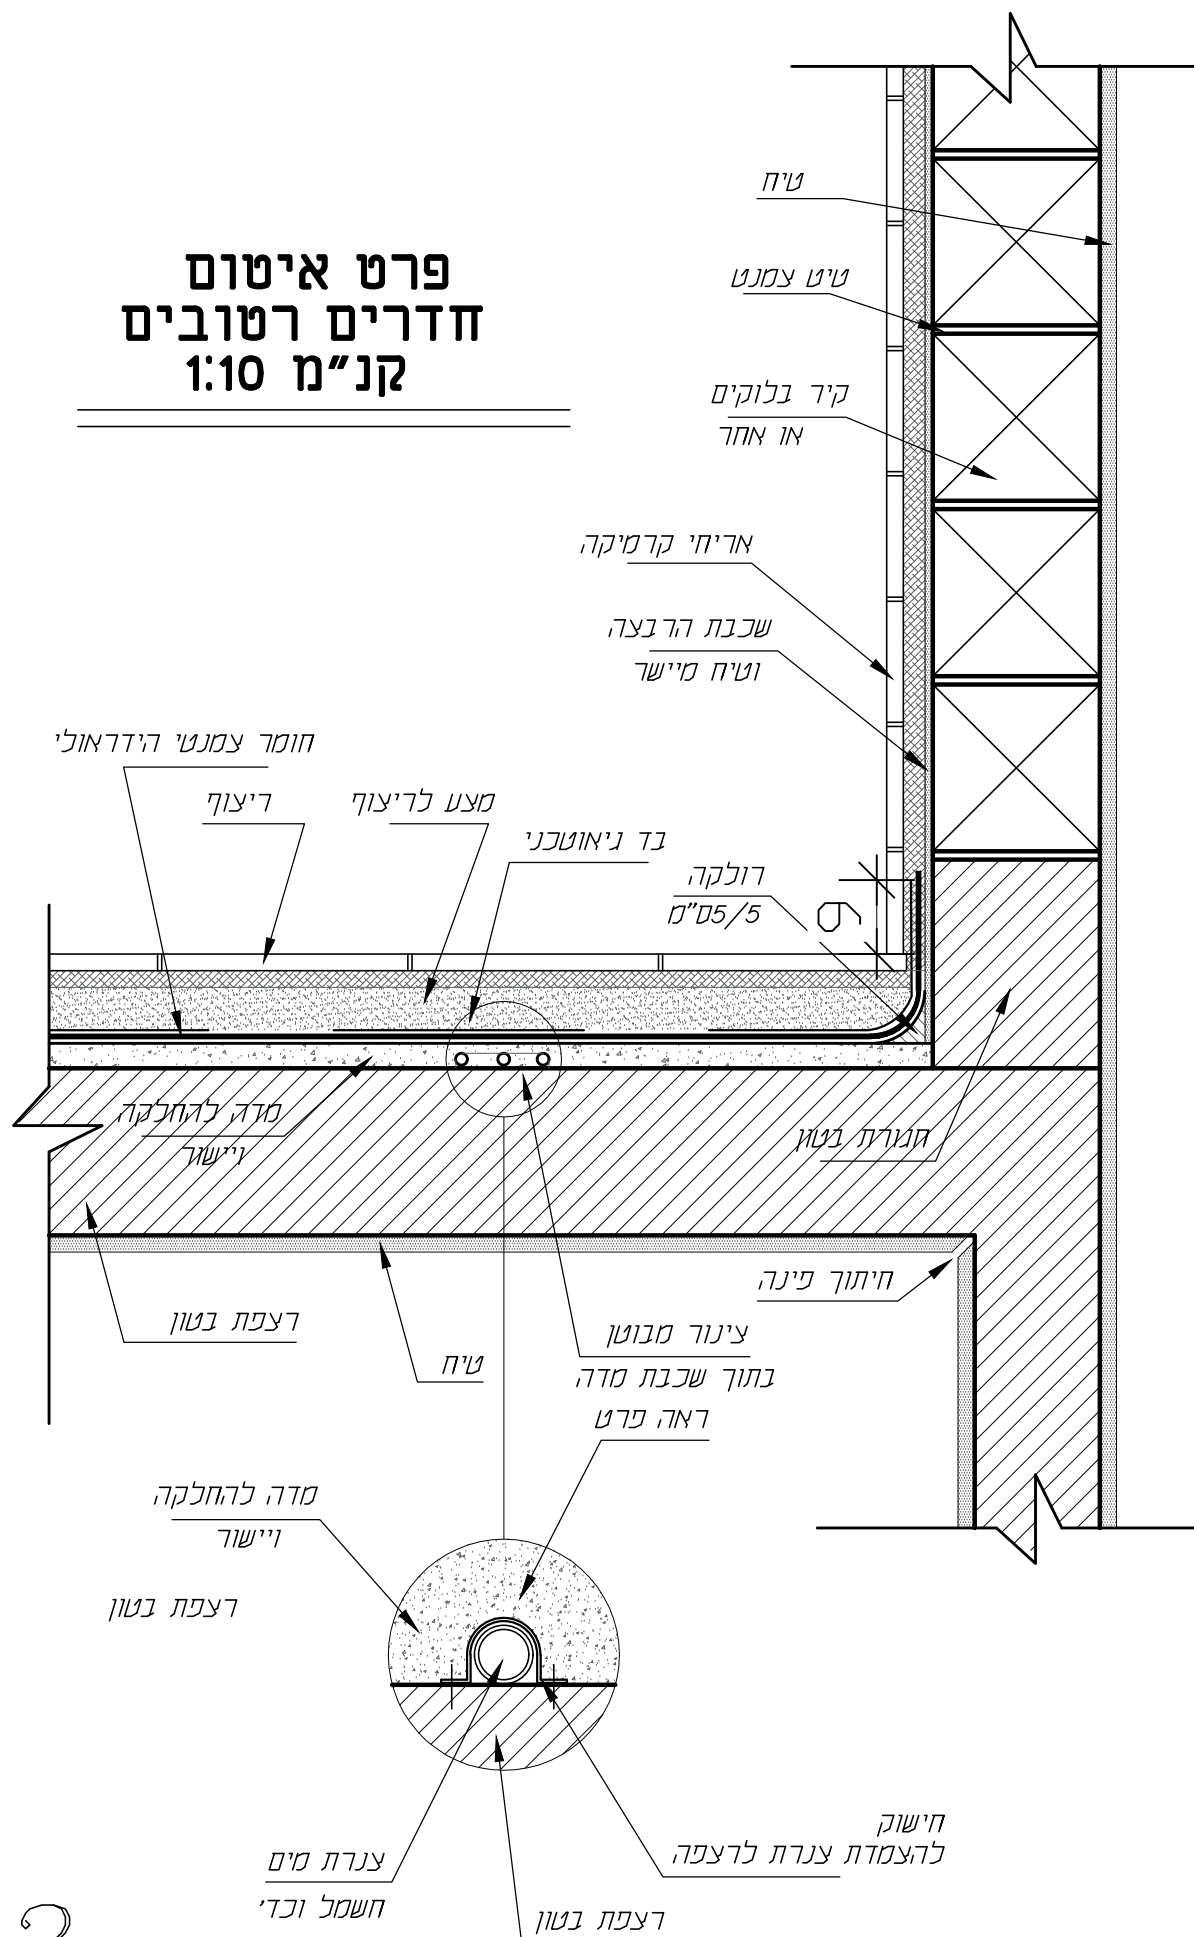 פרט איטום
חדרים רטובים
קנ"מ 1:10
טיח
טיט צמנט
קיר בלוקים
או אחר
אריחי קרמיקה
שכבת הרבצה
וטיח מיישר
חומר צמנטי הידראולי
ריצוף
מצע לריצוף
בד גיאוטכני
רולקה
5/5ס"מ
9
מדה להחלקה
ויישור
חגורת בטון
חיתוך פינה
רצפת בטון
טיח
צינור מבוטן
בתוך שכבת מדה
ראה פרט
מדה להחלקה
ויישור
רצפת בטון
חישוק
להצמדת צנרת לרצפה
צנרת מים
חשמל וכד'
רצפת בטון